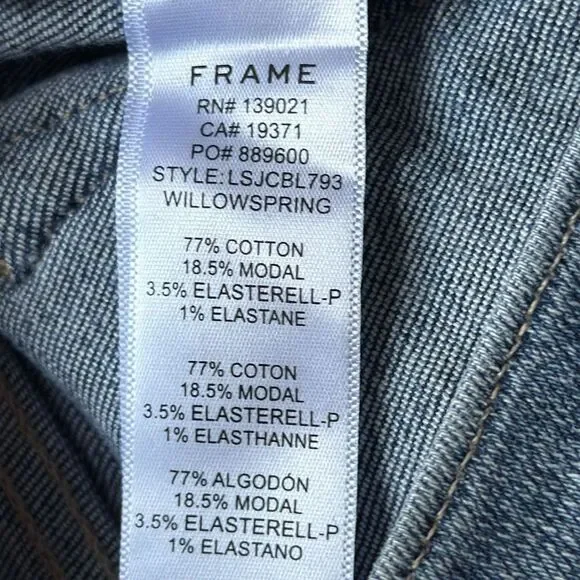 FRAME
RN# 139021
CA# 19371
PO# 889600
STYLE: LSJCBL793
WILLOWSPRING
77% COTTON
18.5% MODAL
3.5% ELASTERELL-P
1% ELASTANE
77% COTON
18.5% MODAL
3.5% ELASTERELL-P
1% ELASTHANNE
77% ALGODÓN
18.5% MODAL
3.5% ELASTERELL-P
1% ELASTANO